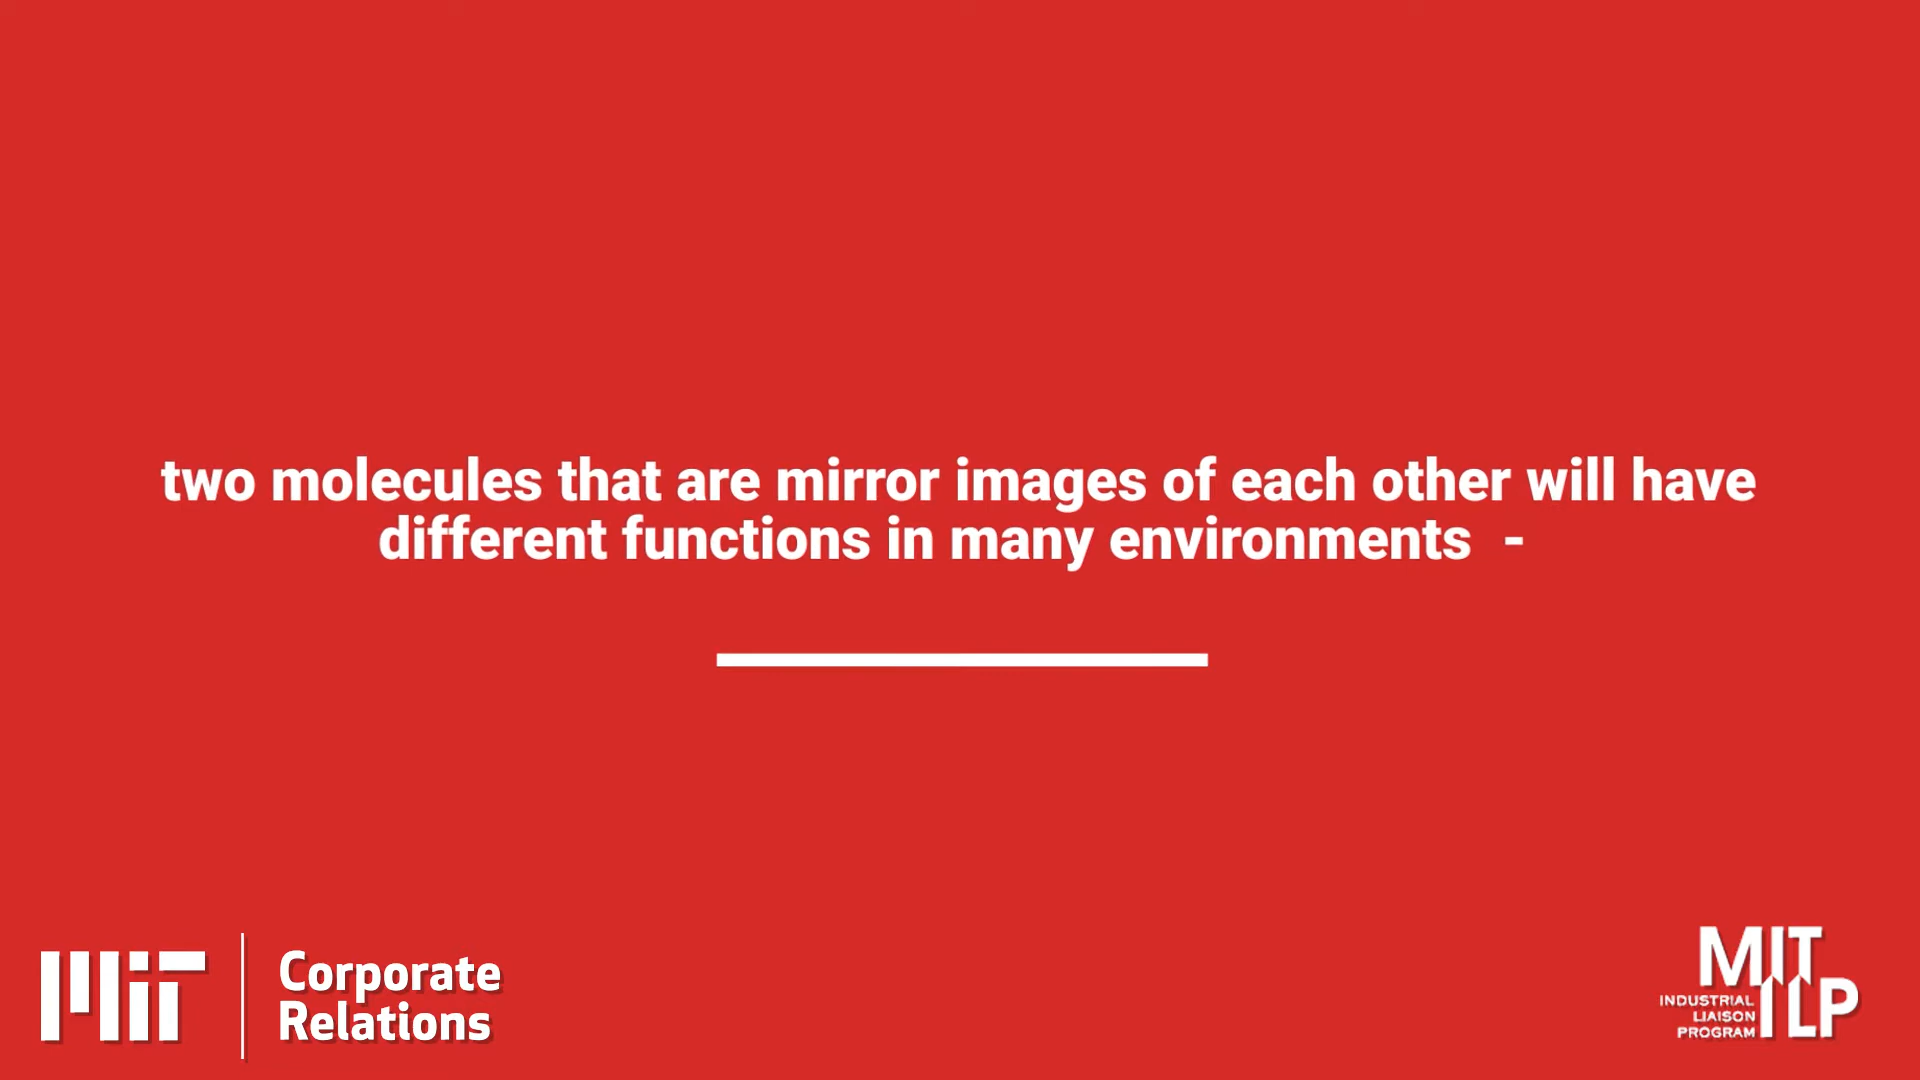 two molecules that are mirror images of each other will have
different functions in many environments  -
MIT
Corporate
Relations
MIT
ILP
INDUSTRIAL
LIAISON
PROGRAM